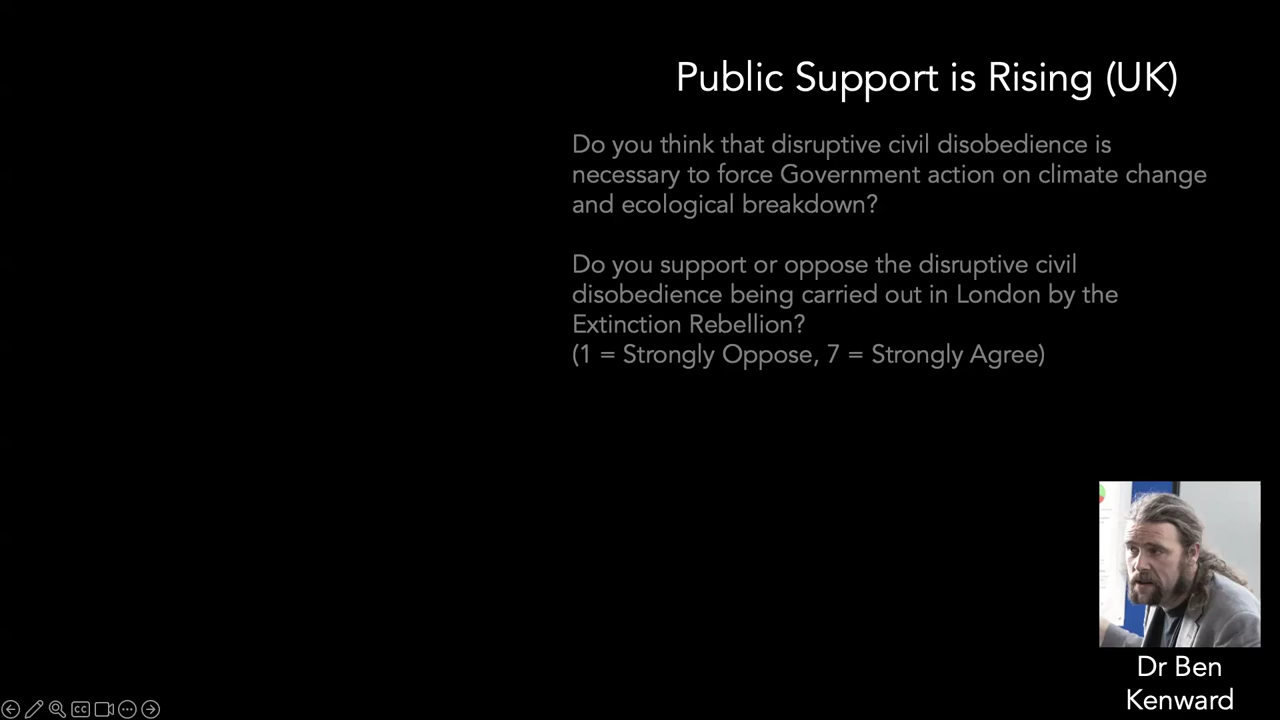 Public Support is Rising (UK)
Do you think that disruptive civil disobedience is
necessary to force Government action on climate change
and ecological breakdown?
Do you support or oppose the disruptive civil
disobedience being carried out in London by the
Extinction Rebellion?
(1 = Strongly Oppose, 7 = Strongly Agree)
Dr Ben
Kenward
CC